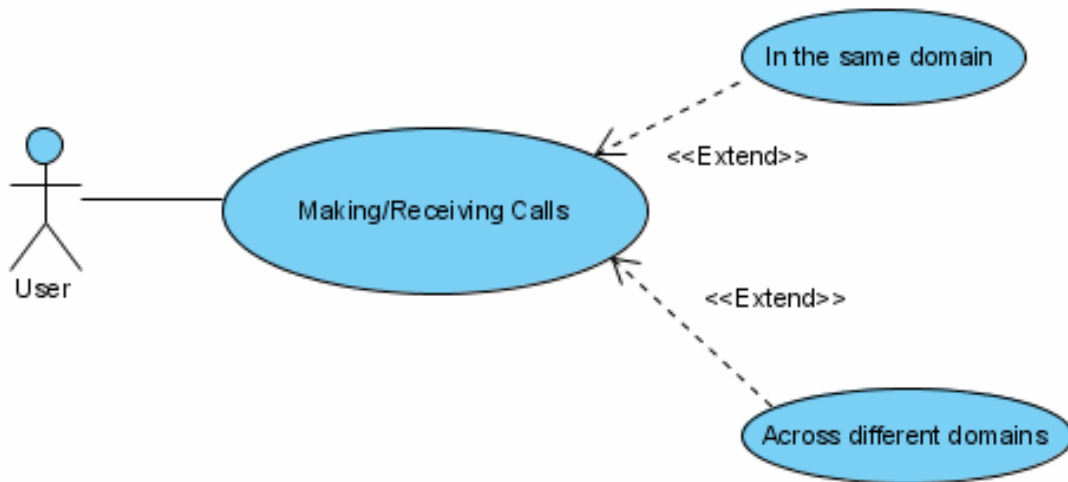 In the same domain
<<Extend>>
Making/Receiving Calls
User
<<Extend>>
Across different domains